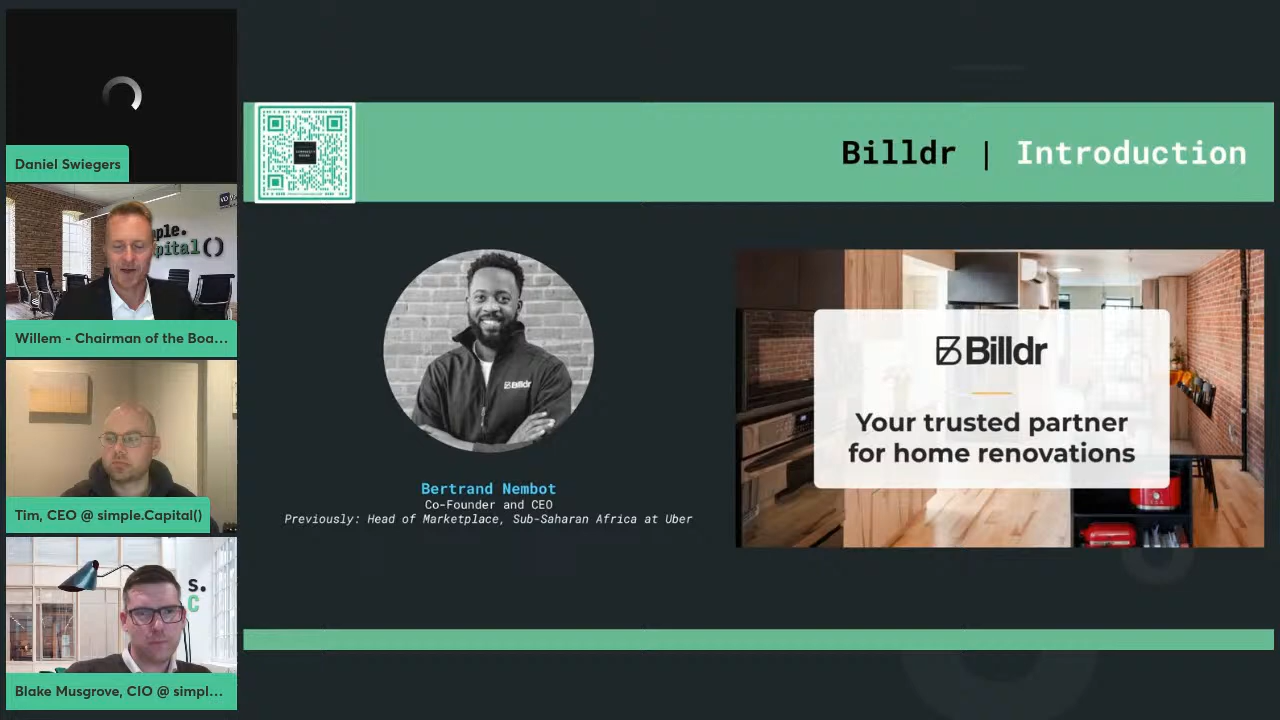 Daniel Swiegers
Willem - Chairman of the Boa...
Tim, CEO @ simple.Capital()
s.
C
Blake Musgrove, CIO @ simpl...
Billdr | Introduction
Billdr
Bertrand Nembot
Co-Founder and CEO
Previously: Head of Marketplace, Sub-Saharan Africa at Uber
Billdr
Your trusted partner
for home renovations